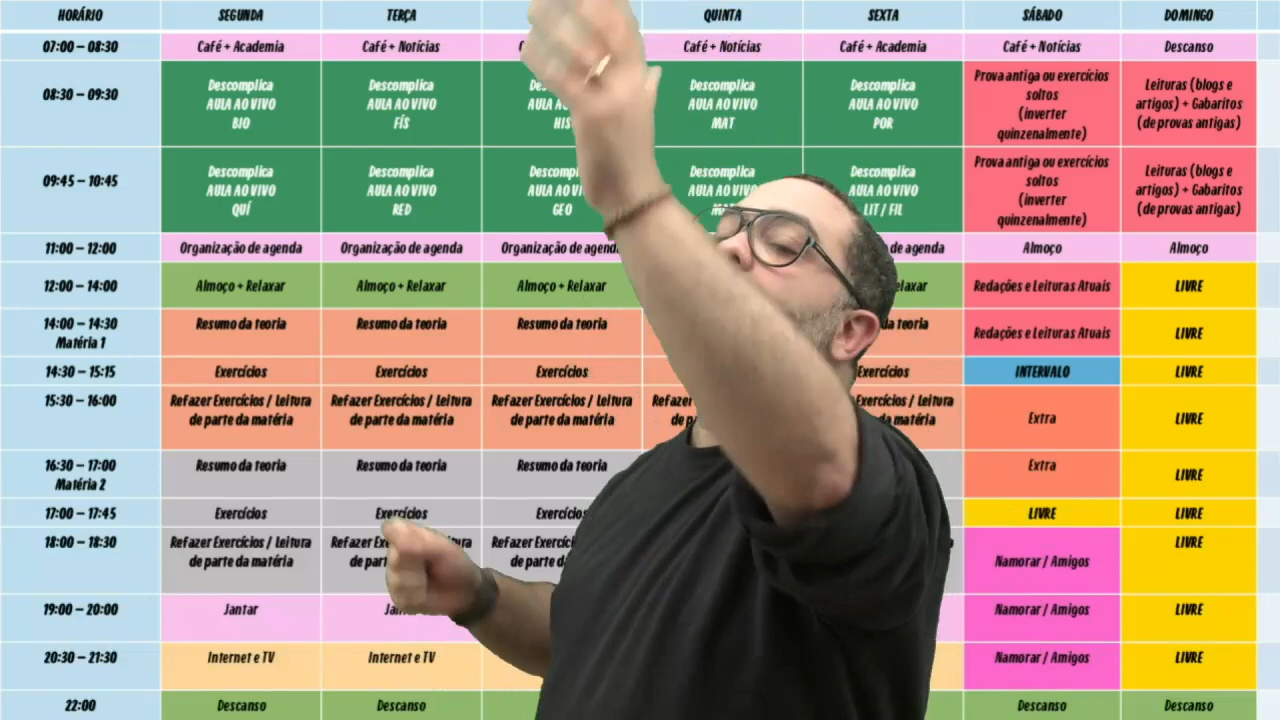 HORÁRIO SEGUNDA TERÇA QUINTA SEXTA SÁBADO DOMINGO
07:00 – 08:30 Café + Academia Café + Notícias Café + Notícias Café + Academia Café + Notícias Descanso
08:30 – 09:30
Descomplica
AULA AO VIVO
BIO
Descomplica
AULA AO VIVO
FÍS
HIS
Descomplica
AULA AO VIVO
MAT
Descomplica
AULA AO VIVO
POR
Prova antiga ou exercícios
soltos
(inverter
quinzenalmente)
Leituras (blogs e
artigos) + Gabaritos
(de provas antigas)
09:45 – 10:45
Descomplica
AULA AO VIVO
QUÍ
Descomplica
AULA AO VIVO
RED
AULA AO
GEO
Descomplica
AULA AO VIVO
Descomplica
AULA AO VIVO
LIT / FIL
Prova antiga ou exercícios
soltos
(inverter
quinzenalmente)
Leituras (blogs e
artigos) + Gabaritos
(de provas antigas)
11:00 – 12:00 Organização de agenda Organização de agenda Organização de de agenda Almoço Almoço
12:00 – 14:00 Almoço + Relaxar Almoço + Relaxar Almoço + Relaxar Redações e Leituras Atuais LIVRE
14:00 – 14:30
Matéria 1
Resumo da teoria Resumo da teoria Resumo da teoria da teoria Redações e Leituras Atuais LIVRE
14:30 – 15:15 Exercícios Exercícios Exercícios Exercícios INTERVALO LIVRE
15:30 – 16:00
Refazer Exercícios / Leitura
de parte da matéria
Refazer Exercícios / Leitura
de parte da matéria
Refazer Exercícios / Leitura
de parte da matéria
Refazer
de
Exercícios / Leitura
da matéria
Extra
LIVRE
16:30 – 17:00
Matéria 2
Resumo da teoria Resumo da teoria Resumo da teoria Extra LIVRE
17:00 – 17:45 Exercícios Exercícios LIVRE LIVRE
18:00 – 18:30
Refazer Exercícios / Leitura
de parte da matéria
Refazer
de
Refazer
de parte da
Namorar / Amigos
LIVRE
19:00 – 20:00 Jantar Namorar / Amigos LIVRE
20:30 – 21:30 Internet e TV Internet e TV Namorar / Amigos LIVRE
22:00 Descanso Descanso Descanso Descanso